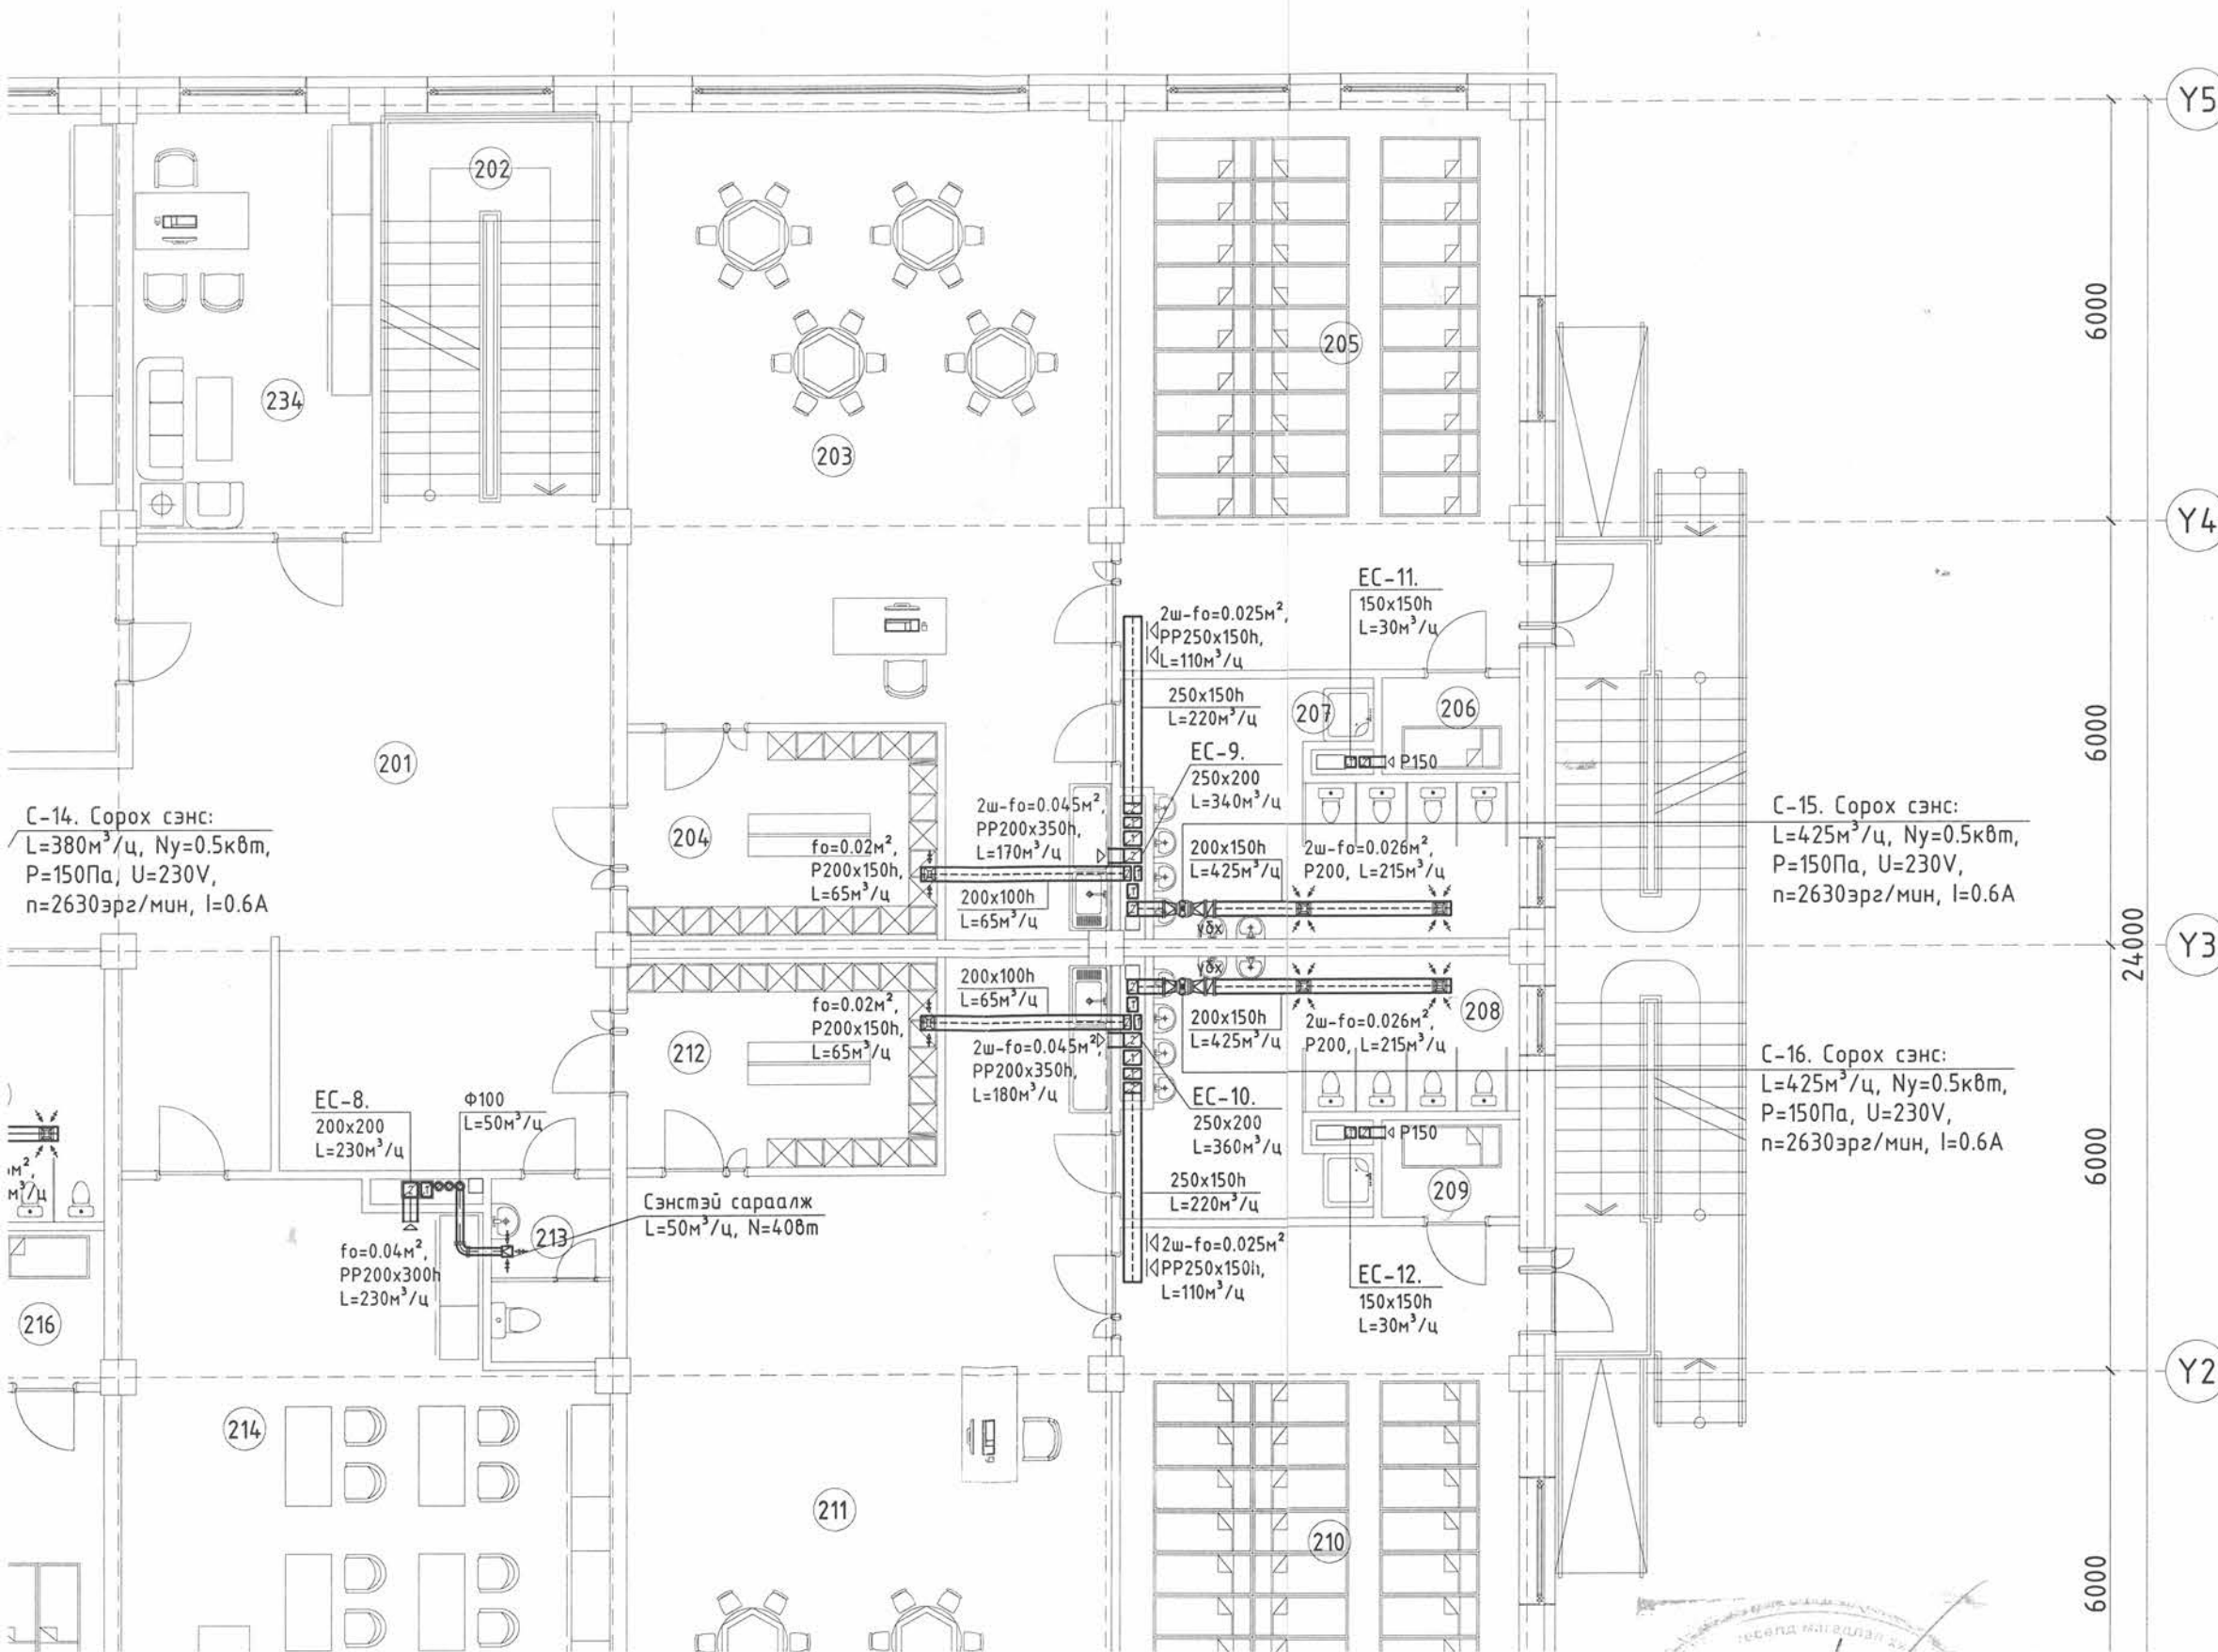 Y5
202
6000
205
234
203
Y4
EC-11.
150x150h
L=30м³/ц
2ш-fo=0.025м²,
PP250x150h,
L=110м³/ц
250x150h
L=220м³/ц
207
206
6000
201
EC-9.
250x200
L=340м³/ц
P150
C-14. Сорох сэнс:
L=380м³/ц, Ny=0.5квт,
P=150Па, U=230V,
n=2630эрг/мин, I=0.6A
204
fo=0.02м²,
P200x150h,
L=65м³/ц
2ш-fo=0.045м²,
PP200x350h,
L=170м³/ц
200x100h
L=65м³/ц
200x150h
L=425м³/ц
2ш-fo=0.026м²,
P200, L=215м³/ц
C-15. Сорох сэнс:
L=425м³/ц, Ny=0.5квт,
P=150Па, U=230V,
n=2630эрг/мин, I=0.6A
убх
24000
Y3
убх
200x100h
L=65м³/ц
fo=0.02м²,
P200x150h,
L=65м³/ц
212
2ш-fo=0.045м²,
PP200x350h,
L=180м³/ц
200x150h
L=425м³/ц
2ш-fo=0.026м²,
P200, L=215м³/ц
208
C-16. Сорох сэнс:
L=425м³/ц, Ny=0.5квт,
P=150Па, U=230V,
n=2630эрг/мин, I=0.6A
EC-8.
200x200
L=230м³/ц
Ф100
L=50м³/ц
EC-10.
250x200
L=360м³/ц
P150
6000
м²,
м³/ц
250x150h
L=220м³/ц
209
Сэнстэй сараалж
L=50м³/ц, N=40вт
213
fo=0.04м²,
PP200x300h
L=230м³/ц
2ш-fo=0.025м²
PP250x150h,
L=110м³/ц
EC-12.
150x150h
L=30м³/ц
216
Y2
214
211
210
6000